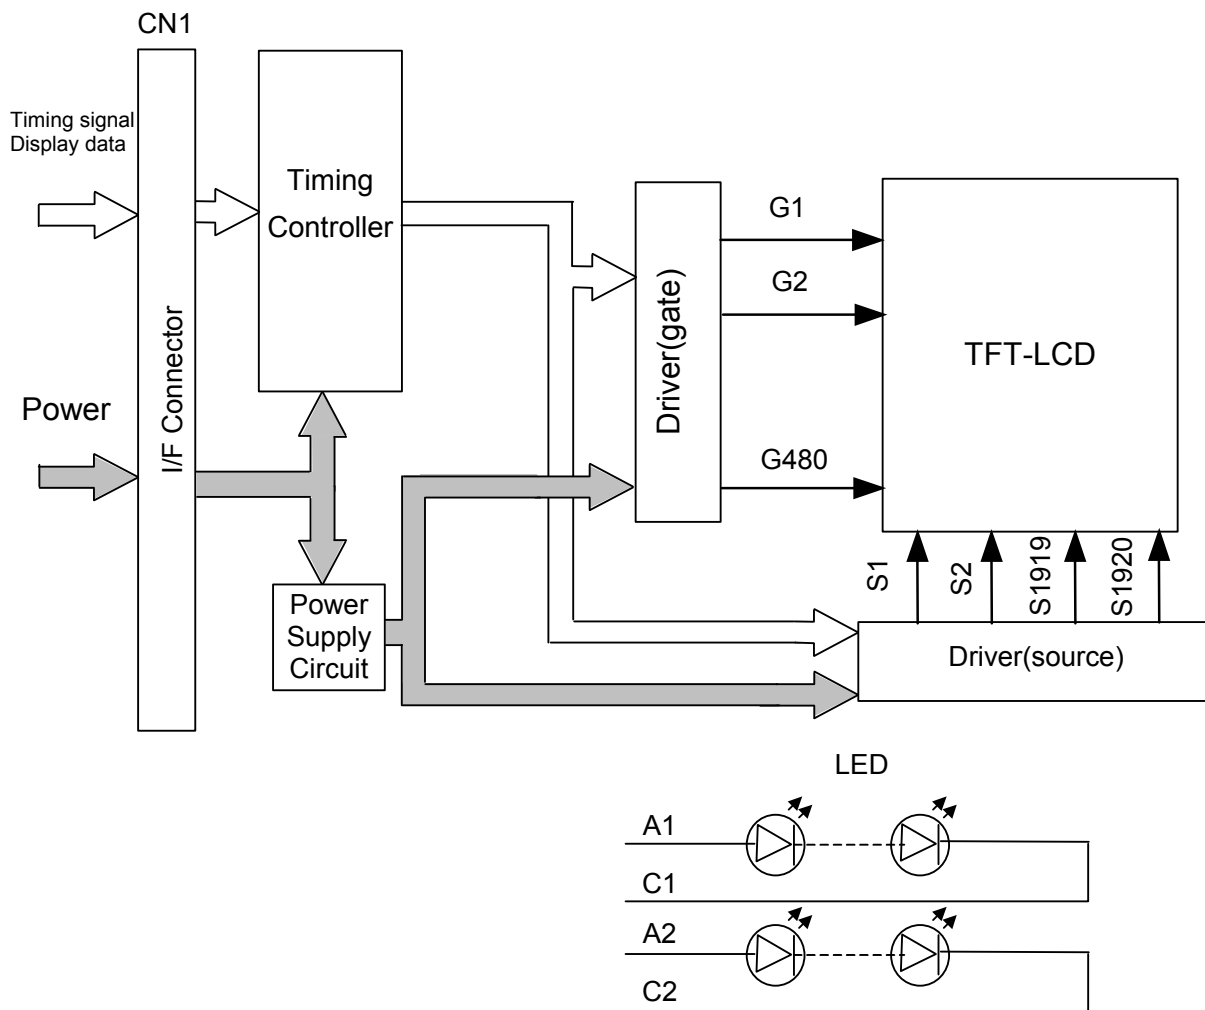 CN1
Timing signal
Display data
Power
I/F Connector
Timing
Controller
Power
Supply
Circuit
Driver(gate)
G1
G2
G480
TFT-LCD
S1
S2
S1919
S1920
Driver(source)
LED
A1
C1
A2
C2